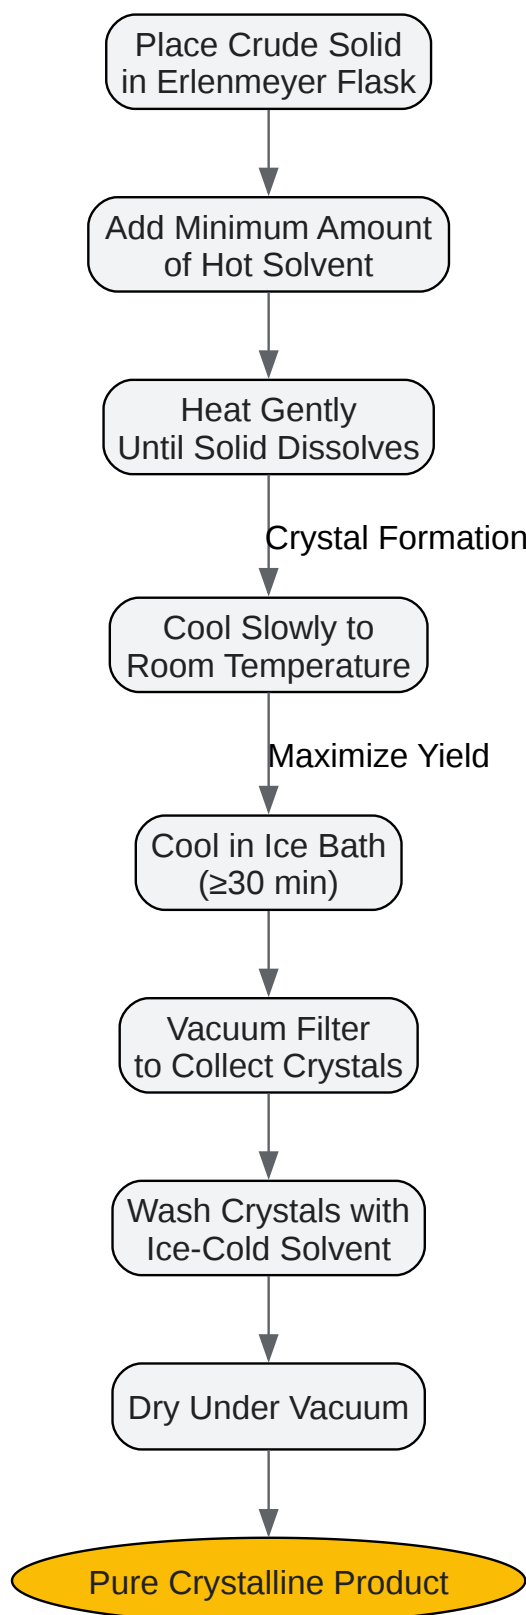 Place Crude Solid
in Erlenmeyer Flask
Add Minimum Amount
of Hot Solvent
Heat Gently
Until Solid Dissolves
Crystal Formation
Cool Slowly to
Room Temperature
Maximize Yield
Cool in Ice Bath
(≥30 min)
Vacuum Filter
to Collect Crystals
Wash Crystals with
Ice-Cold Solvent
Dry Under Vacuum
Pure Crystalline Product